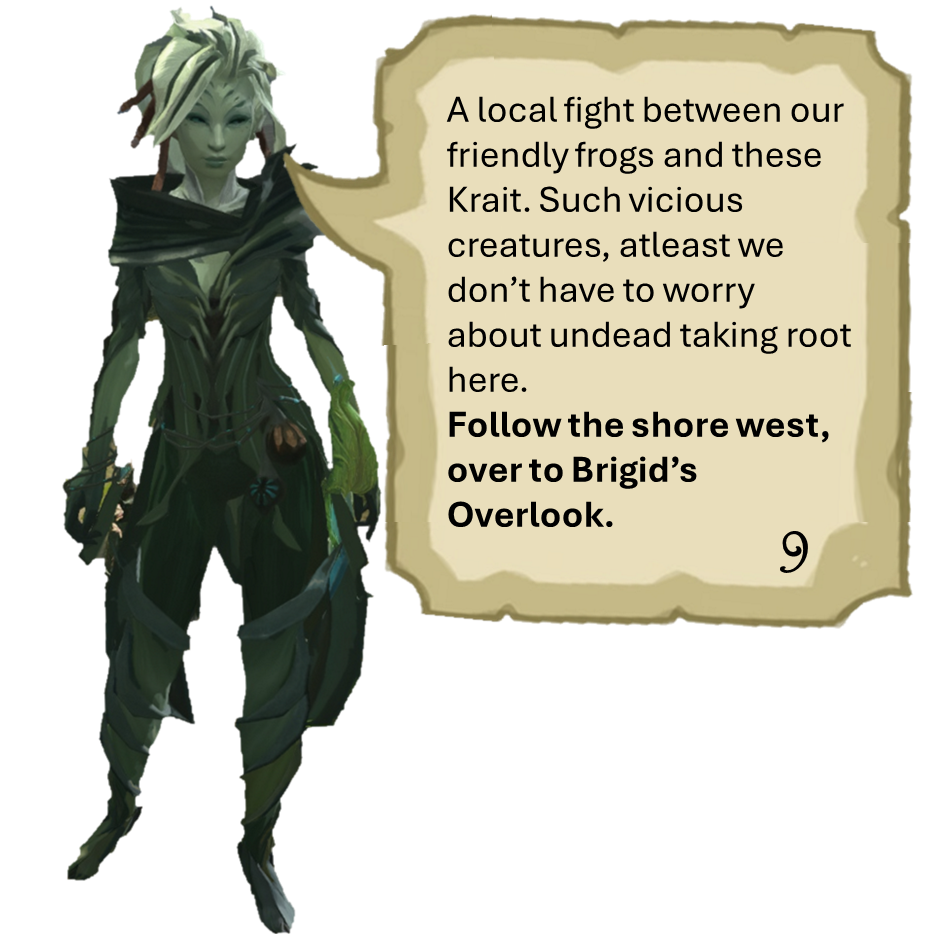 A local fight between our
friendly frogs and these
Krait. Such vicious
creatures, atleast we
don’t have to worry
about undead taking root
here.
Follow the shore west,
over to Brigid’s
Overlook.
9